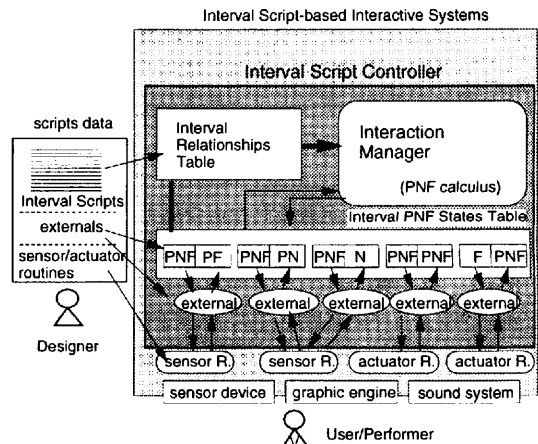 Interval Script-based Interactive Systems
Interval Script Controller
scripts data
Interval Scripts
externals
sensor/actuator
routines
Designer
Interval
Relationships
Table
Interaction
Manager
(PNF calculus)
Interval PNF States Table
PNF PF PNF PN PNF N PNF PNF F PNF
external external external external external
sensor R. sensor R. actuator R. actuator R.
sensor device graphic engine sound system
User/Performer